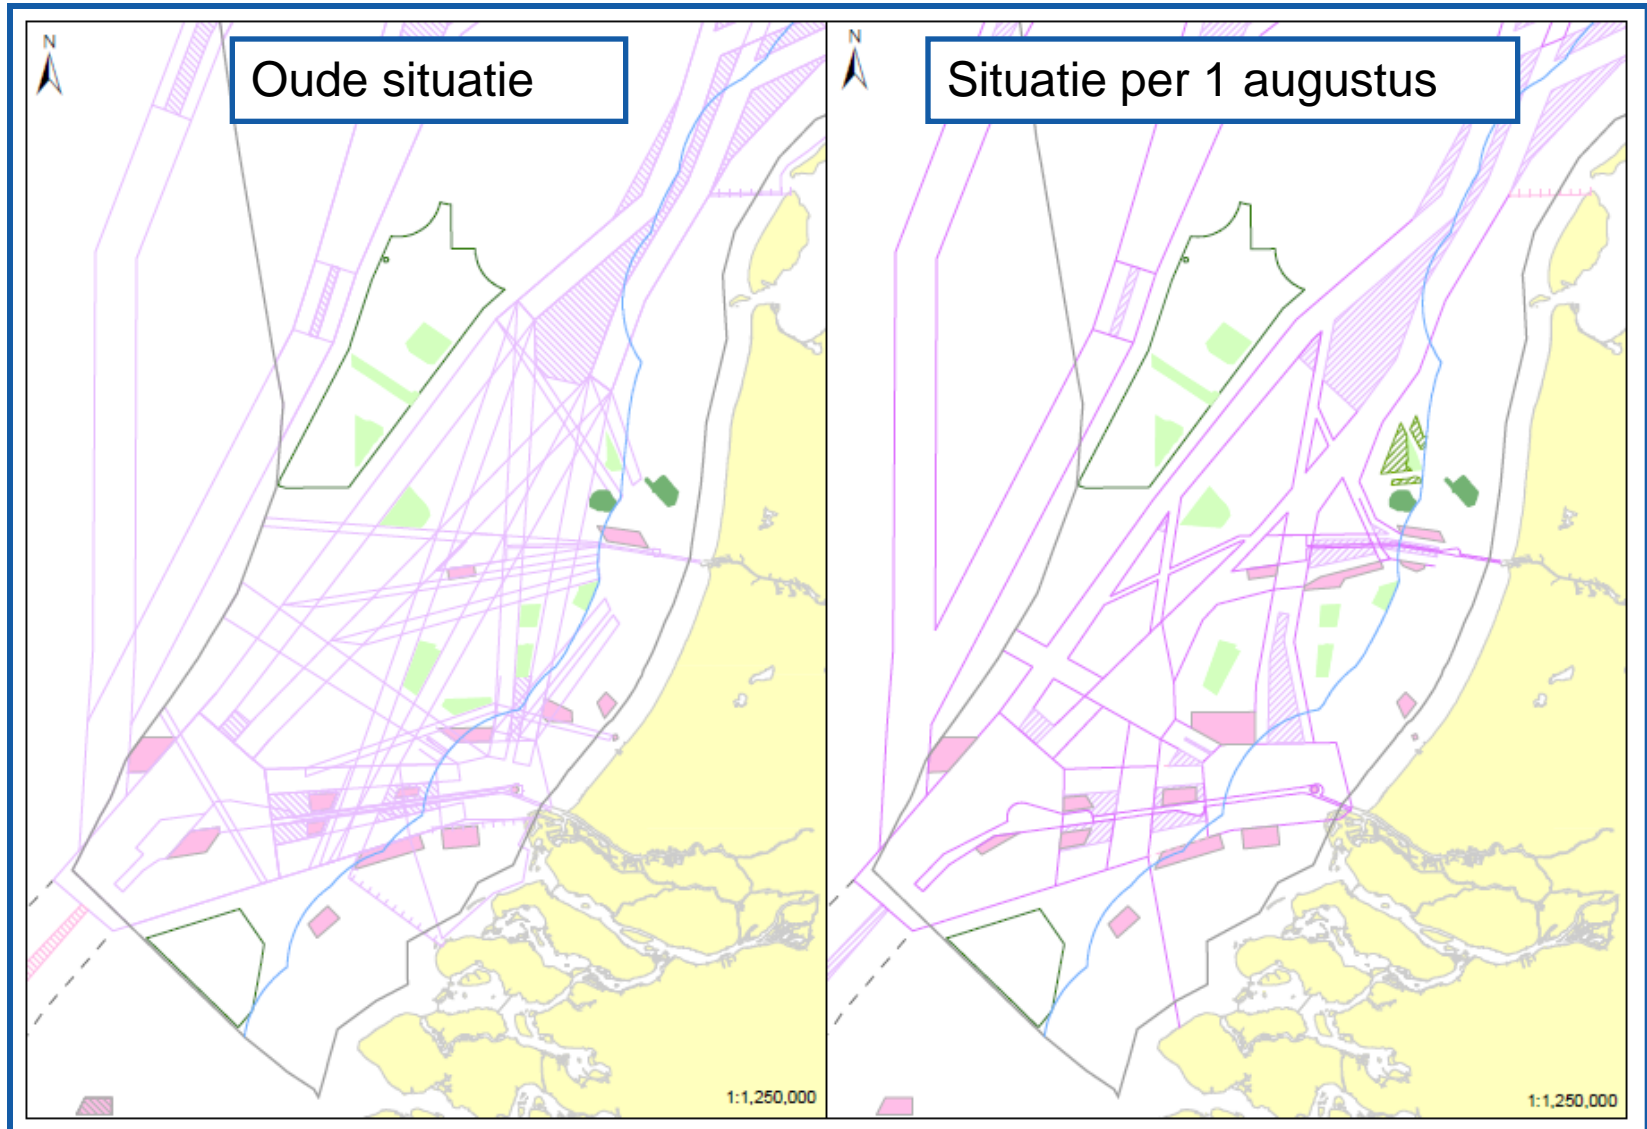 N
Oude situatie
1:1,250,000
N
Situatie per 1 augustus
1:1,250,000